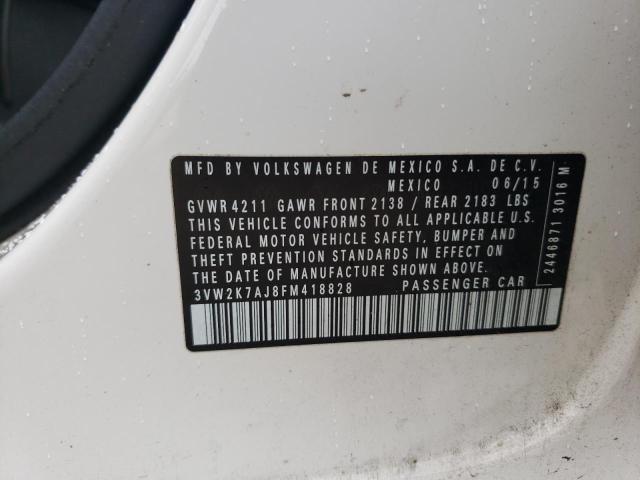 MFD BY VOLKSWAGEN DE MEXICO S.A. DE C.V.
MEXICO 06/15
GVWR 4211 GAWR FRONT 2138 / REAR 2183 LBS
THIS VEHICLE CONFORMS TO ALL APPLICABLE U.S.
FEDERAL MOTOR VEHICLE SAFETY, BUMPER AND
THEFT PREVENTION STANDARDS IN EFFECT ON
THE DATE OF MANUFACTURE SHOWN ABOVE.
3VW2K7AJ8FM418828 PASSENGER CAR
2446871 3016 M